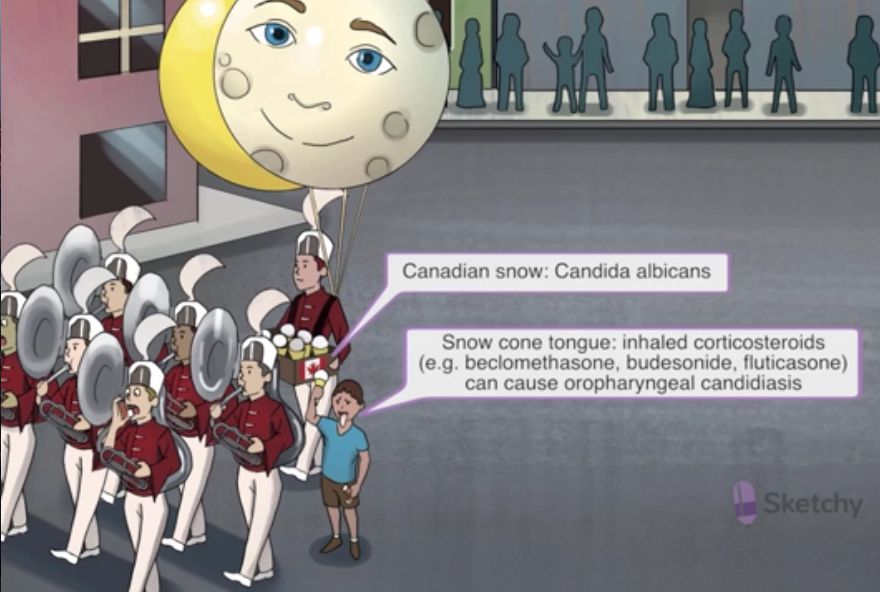 Canadian snow: Candida albicans
Snow cone tongue: inhaled corticosteroids
(e.g. beclomethasone, budesonide, fluticasone)
can cause oropharyngeal candidiasis
Sketchy